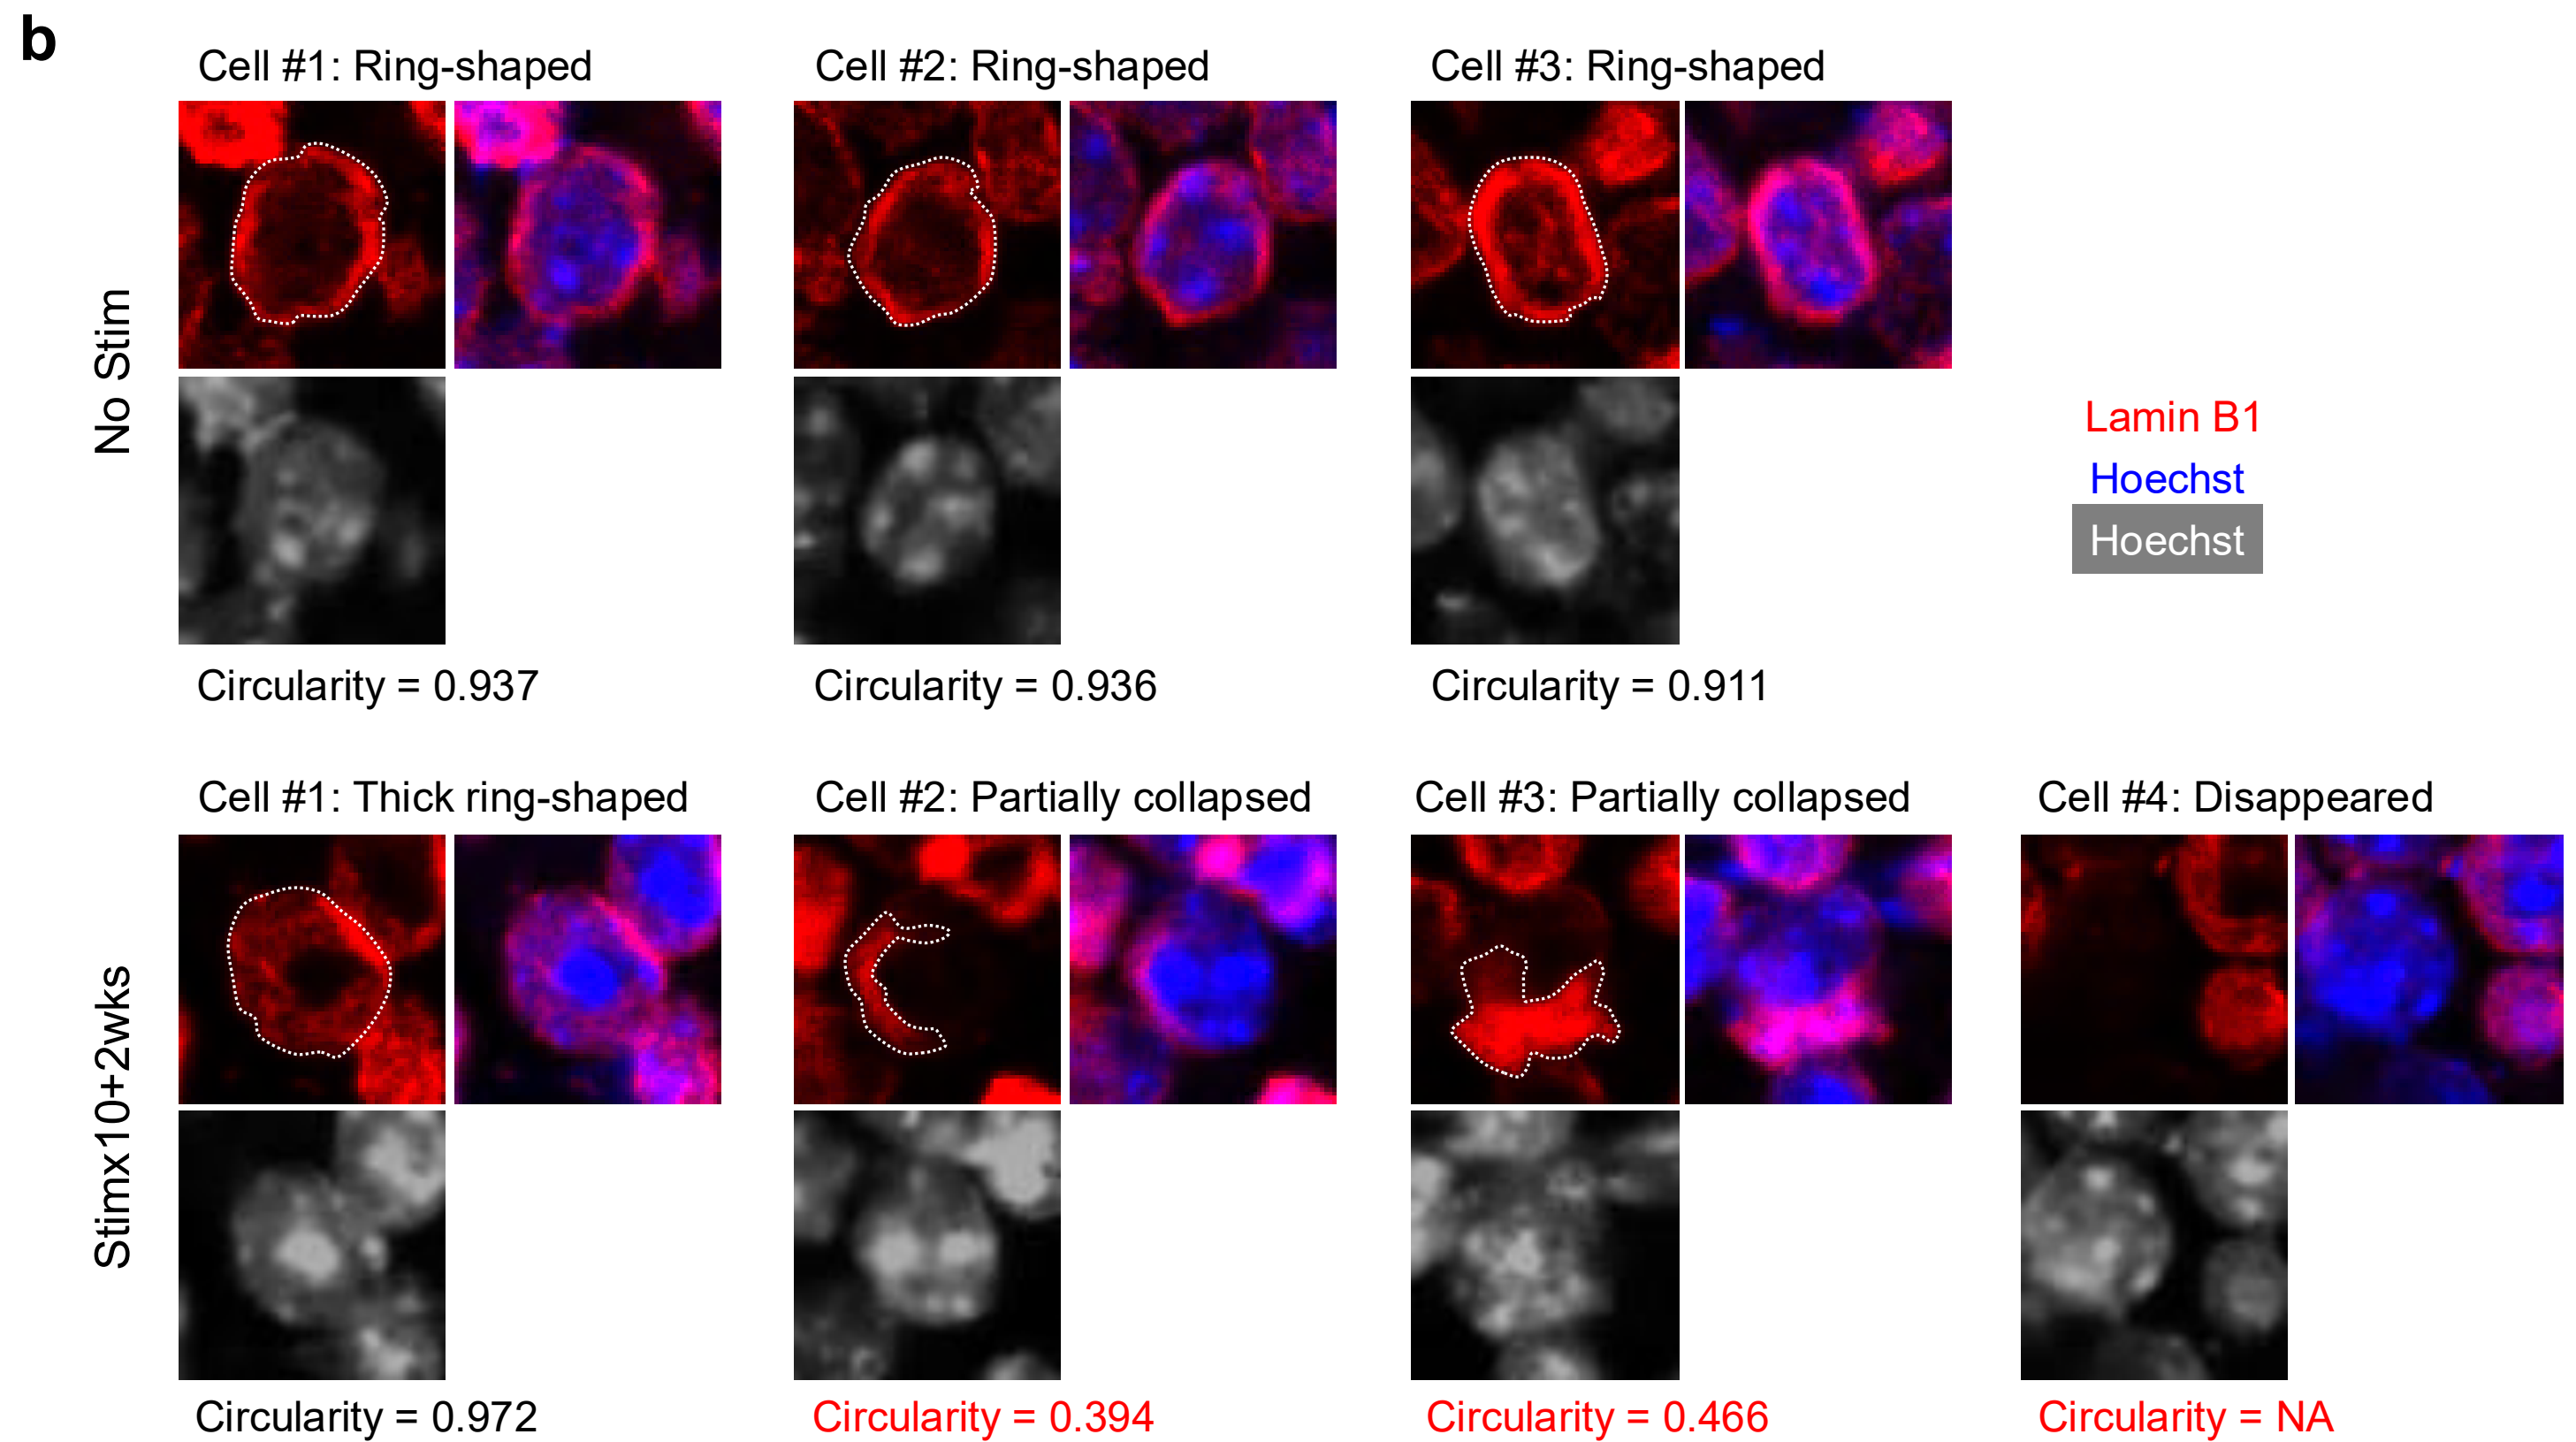 b
Cell #1: Ring-shaped
Cell #2: Ring-shaped
Cell #3: Ring-shaped
No Stim
Lamin B1
Hoechst
Hoechst
Circularity = 0.937
Circularity = 0.936
Circularity = 0.911
Cell #1: Thick ring-shaped
Cell #2: Partially collapsed
Cell #3: Partially collapsed
Cell #4: Disappeared
Stimx10+2wks
Circularity = 0.972
Circularity = 0.394
Circularity = 0.466
Circularity = NA